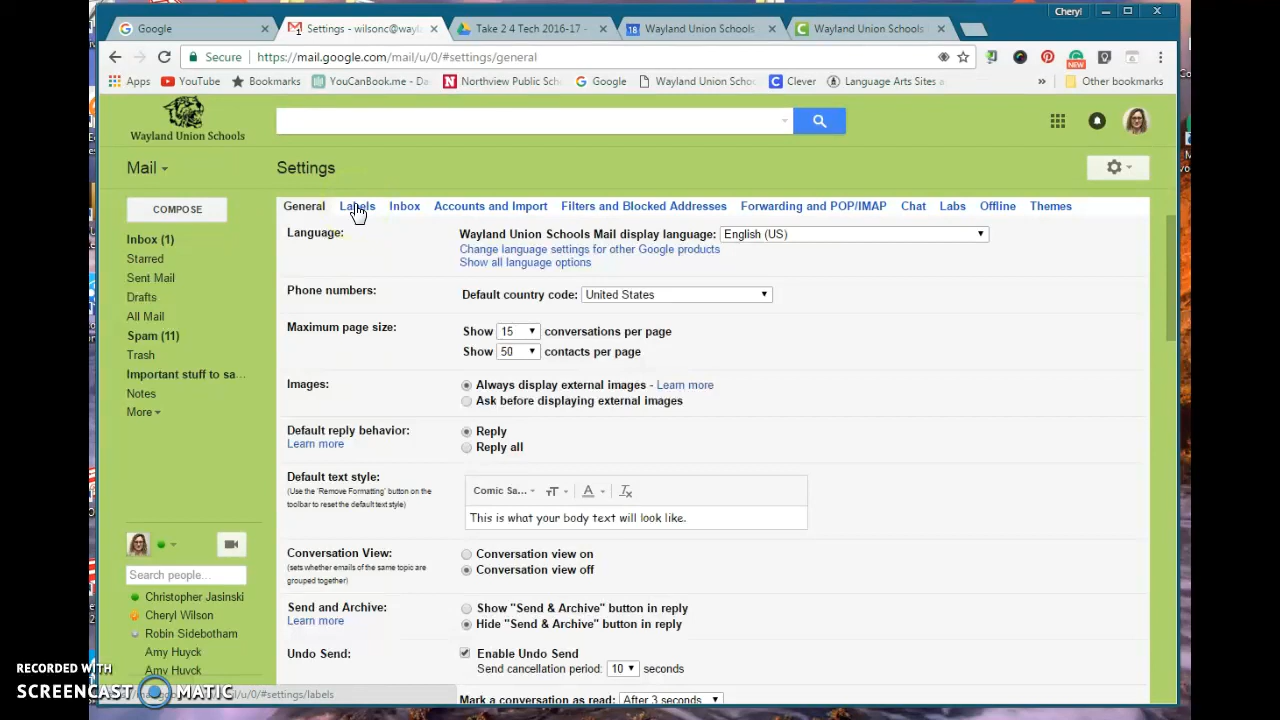 Cheryl
Google
Settings - wilsonc@wayl
Take 2 4 Tech 2016-17 -
18 Wayland Union Schools
Wayland Union Schools
Secure https://mail.google.com/mail/u/0/#settings/general
NEW
Apps YouTube Bookmarks YouCanBook.me - Da Northview Public Sch Google Wayland Union Schoo Clever Language Arts Sites » Other bookmarks
Wayland Union Schools
Mail
Settings
COMPOSE
General Labels Inbox Accounts and Import Filters and Blocked Addresses Forwarding and POP/IMAP Chat Labs Offline Themes
Inbox (1)
Starred
Sent Mail
Drafts
All Mail
Spam (11)
Trash
Important stuff to sa...
Notes
More
Search people...
Christopher Jasinski
Cheryl Wilson
Robin Sidebotham
Amy Huyck
Amy Huyck
Language:
Wayland Union Schools Mail display language: English (US)
Change language settings for other Google products
Show all language options
Phone numbers:
Default country code: United States
Maximum page size:
Show 15 conversations per page
Show 50 contacts per page
Images:
Always display external images - Learn more
Ask before displaying external images
Default reply behavior:
Learn more
Reply
Reply all
Default text style:
(Use the 'Remove Formatting' button on the
toolbar to reset the default text style)
Comic Sa...
This is what your body text will look like.
Conversation View:
(sets whether emails of the same topic are
grouped together)
Conversation view on
Conversation view off
Send and Archive:
Learn more
Show "Send & Archive" button in reply
Hide "Send & Archive" button in reply
Undo Send:
Enable Undo Send
Send cancellation period: 10 seconds
Mark a conversation as read: After 3 seconds
RECORDED WITH
SCREENCAST MATIC
mail/u/0/#settings/labels